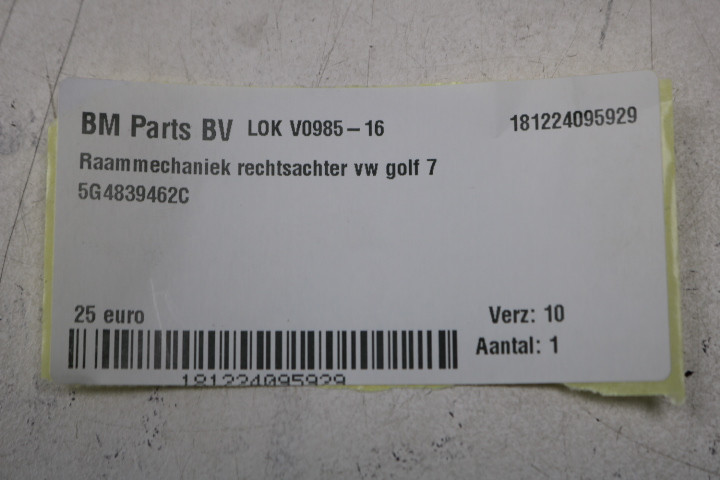 BM Parts BV LOK V0985-16 181224095929
Raammechaniek rechtsachter vw golf 7
5G4839462C
25 euro Verz: 10
Aantal: 1
181224095929